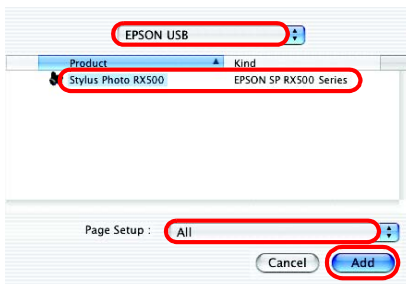 EPSON USB
Product Kind
Stylus Photo RX500 EPSON SP RX500 Series
Page Setup : All
Cancel Add